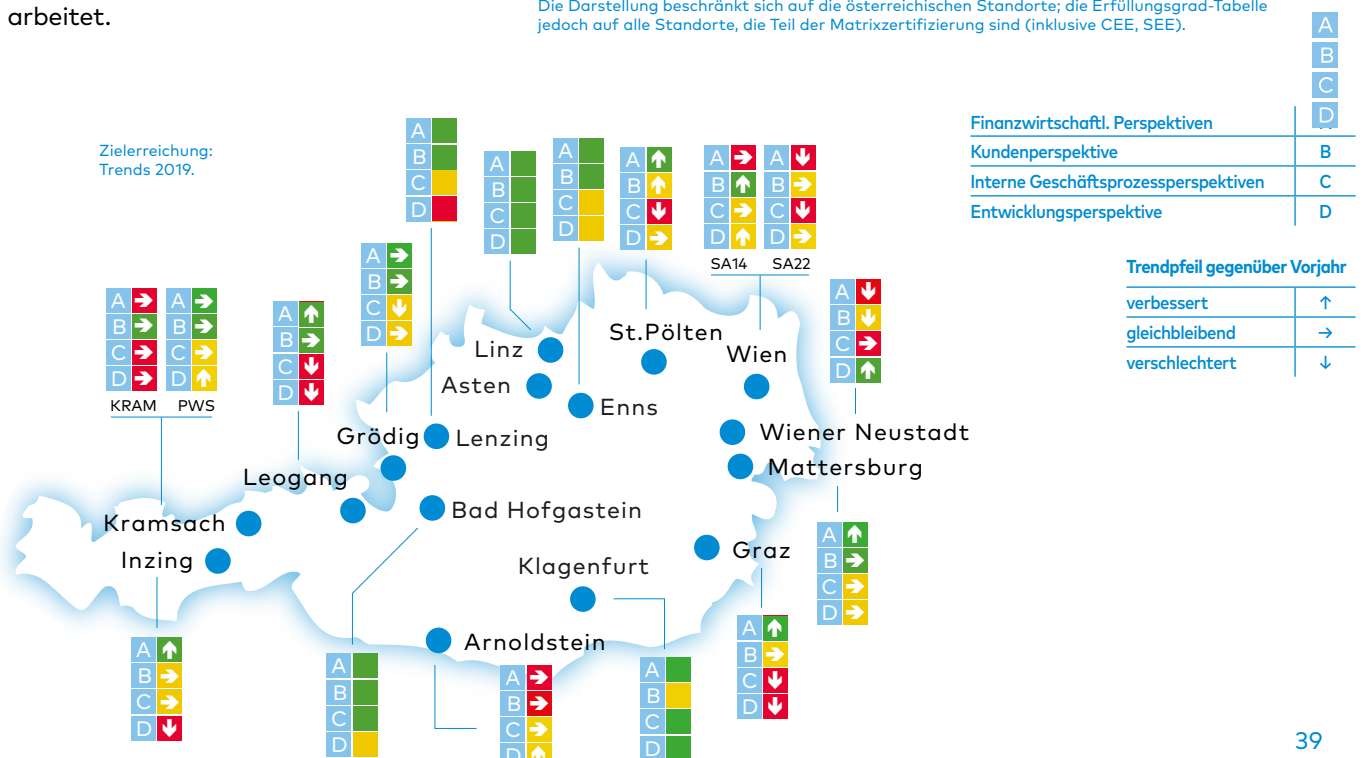 arbeitet.
Die Darstellung beschränkt sich auf die österreichischen Standorte; die Erfüllungsgrad-Tabelle
jedoch auf alle Standorte, die Teil der Matrixzertifizierung sind (inklusive CEE, SEE).
A
B
C
D
Finanzwirtschaftl. Perspektiven
Kundenperspektive B
Interne Geschäftsprozessperspektiven C
Entwicklungsperspektive D
Trendpfeil gegenüber Vorjahr
verbessert ↑
gleichbleibend →
verschlechtert ↓
Zielerreichung:
Trends 2019.
A
B
C
D
A
B
C
D
A
B
C
D
A ↑
B ↑
C ↓
D →
A → A ↓
B ↑ B →
C → C ↓
D ↑ D →
SA14 SA22
A →
B →
C ↓
D →
A → A →
B → B →
C → C →
D → D ↑
KRAM PWS
A ↑
B →
C ↓
D ↓
A ↓
B ↓
C →
D ↑
St.Pölten
Linz
Wien
Asten
Enns
Grödig
Lenzing
Wiener Neustadt
Mattersburg
Leogang
Bad Hofgastein
Kramsach
Inzing
Graz
Klagenfurt
Arnoldstein
A ↑
B →
C →
D →
A ↑
B →
C ↓
D ↓
A ↑
B →
C →
D ↓
A
B
C
D
A →
B →
C →
D ↑
A
B
C
D
39